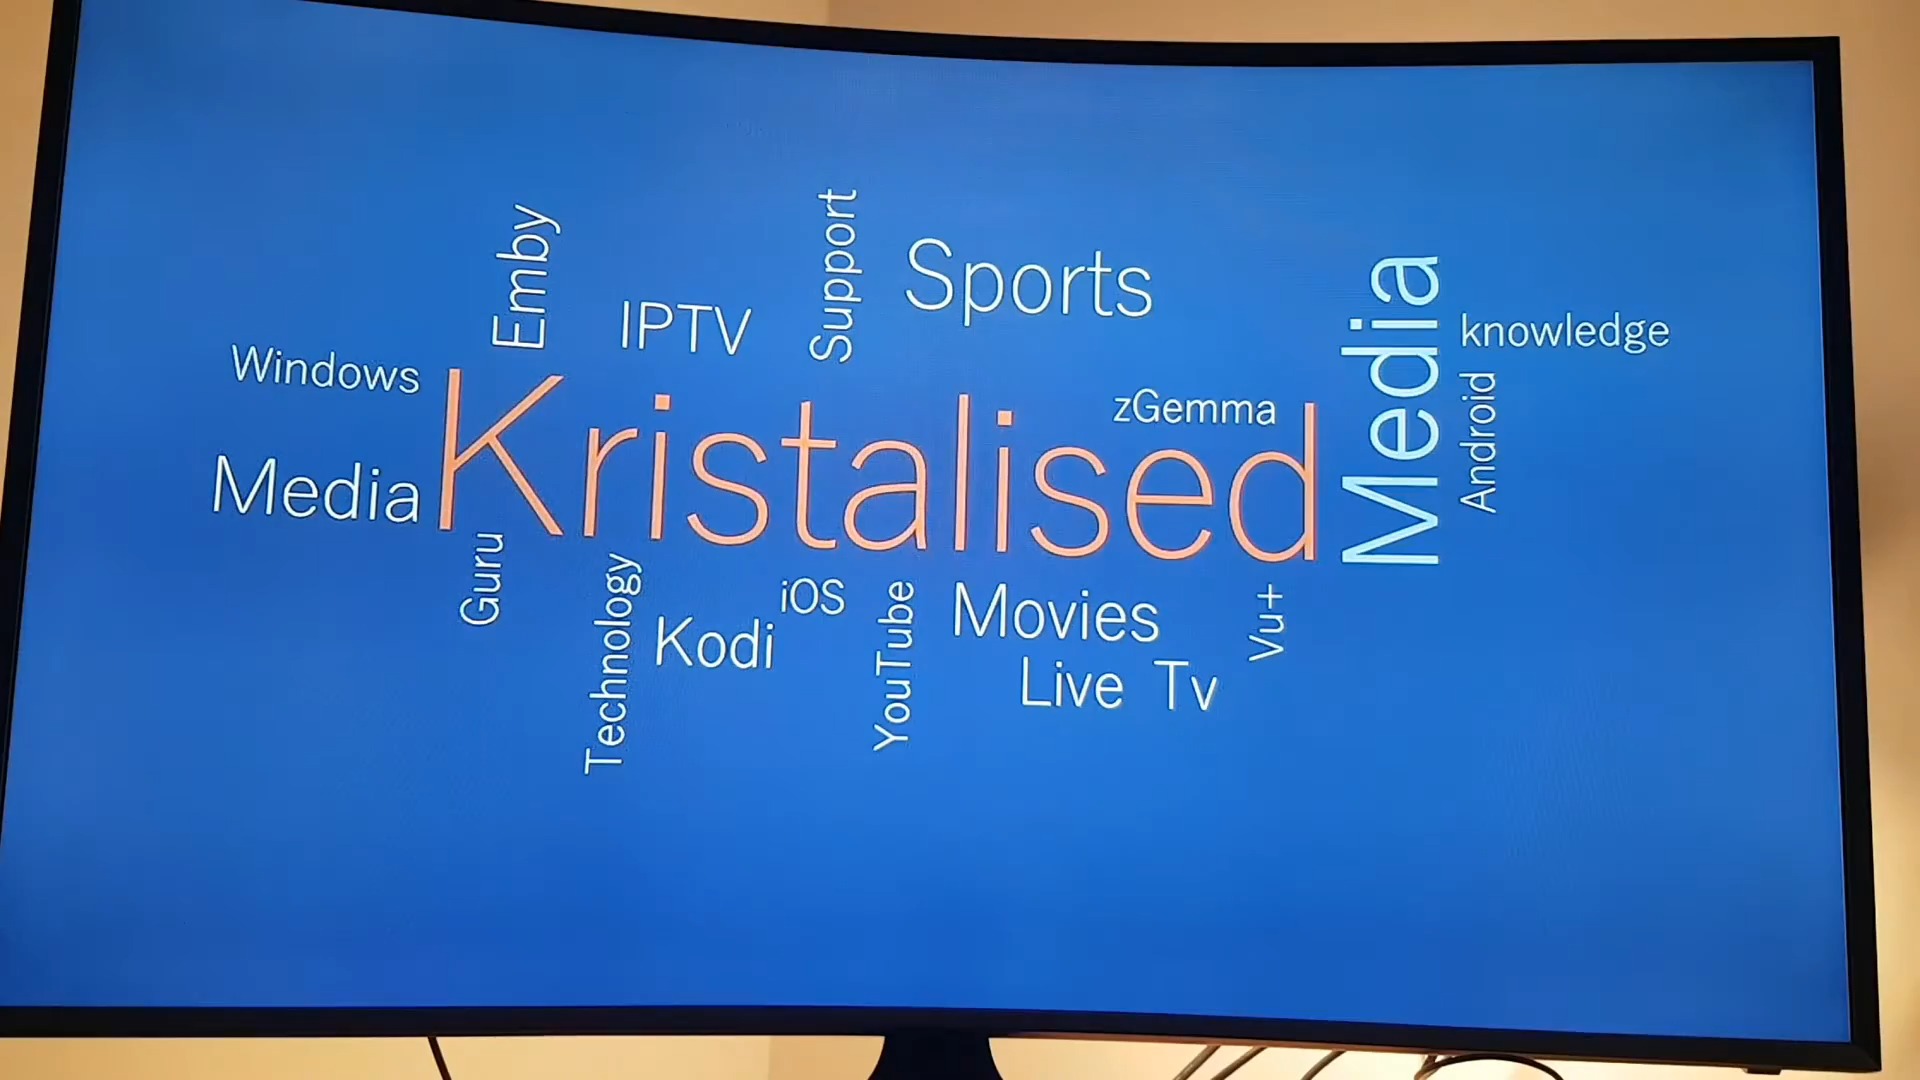 Emby
IPTV
Support
Sports
Media
knowledge
Windows
Kristalised
zGemma
Android
Media
Guru
Technology
iOS
Kodi
YouTube
Movies
Live Tv
Vu+